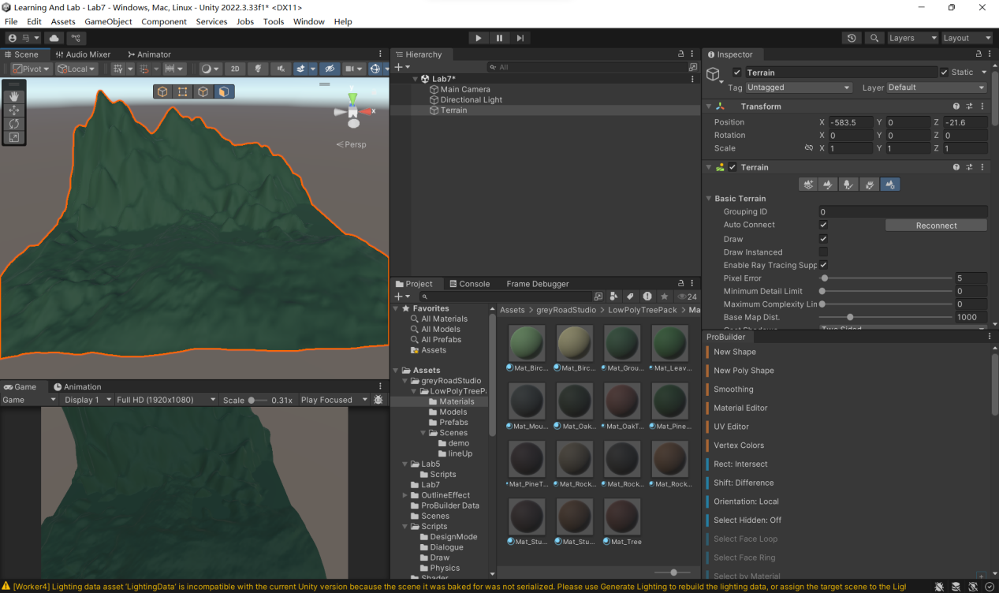 Learning And Lab - Lab7 - Windows, Mac, Linux - Unity 2022.3.33f1* <DX11>
File Edit Assets GameObject Component Services Jobs Tools Window Help
马 Layers Layout
Scene Audio Mixer Animator
Pivot Local 2D
Persp
Z
x
Game Animation
Game Display 1 Full HD (1920x1080) Scale 0.31x Play Focused
Hierarchy
All
Lab7*
Main Camera
Directional Light
Terrain
Project Console Frame Debugger
24
Favorites
All Materials
All Models
All Prefabs
Assets
Assets
greyRoadStudio
LowPolyTreeP
Materials
Models
Prefabs
Scenes
demo
lineUp
Lab5
Scripts
Lab7
OutlineEffect
ProBuilder Data
Scenes
Scripts
DesignMode
Dialogue
Draw
Physics
Shader
Assets > greyRoadStudio > LowPolyTreePack > Ma
Mat_Birc... Mat_Birc... Mat_Grou... Mat_Leav...
Mat_Mou... Mat_Oak... Mat_OakT... Mat_Pine...
Mat_PineT... Mat_Rock... Mat_Rock... Mat_Rock...
Mat_Stu... Mat_Stu... Mat_Tree
Inspector
Terrain Static
Tag Untagged Layer Default
Transform
Position X -583.5 Y 0 Z -21.6
Rotation X 0 Y 0 Z 0
Scale X 1 Y 1 Z 1
Terrain
Basic Terrain
Grouping ID 0
Auto Connect Reconnect
Draw
Draw Instanced
Enable Ray Tracing Supp
Pixel Error 5
Minimum Detail Limit 0
Maximum Complexity Lin 0
Base Map Dist. 1000
Cast Shadows Two Sided
ProBuilder
New Shape
New Poly Shape
Smoothing
Material Editor
UV Editor
Vertex Colors
Rect: Intersect
Shift: Difference
Orientation: Local
Select Hidden: Off
Select Face Loop
Select Face Ring
Select by Material
[Worker4] Lighting data asset 'LightingData' is incompatible with the current Unity version because the scene it was baked for was not serialized. Please use Generate Lighting to rebuild the lighting data, or assign the target scene to the Ligl